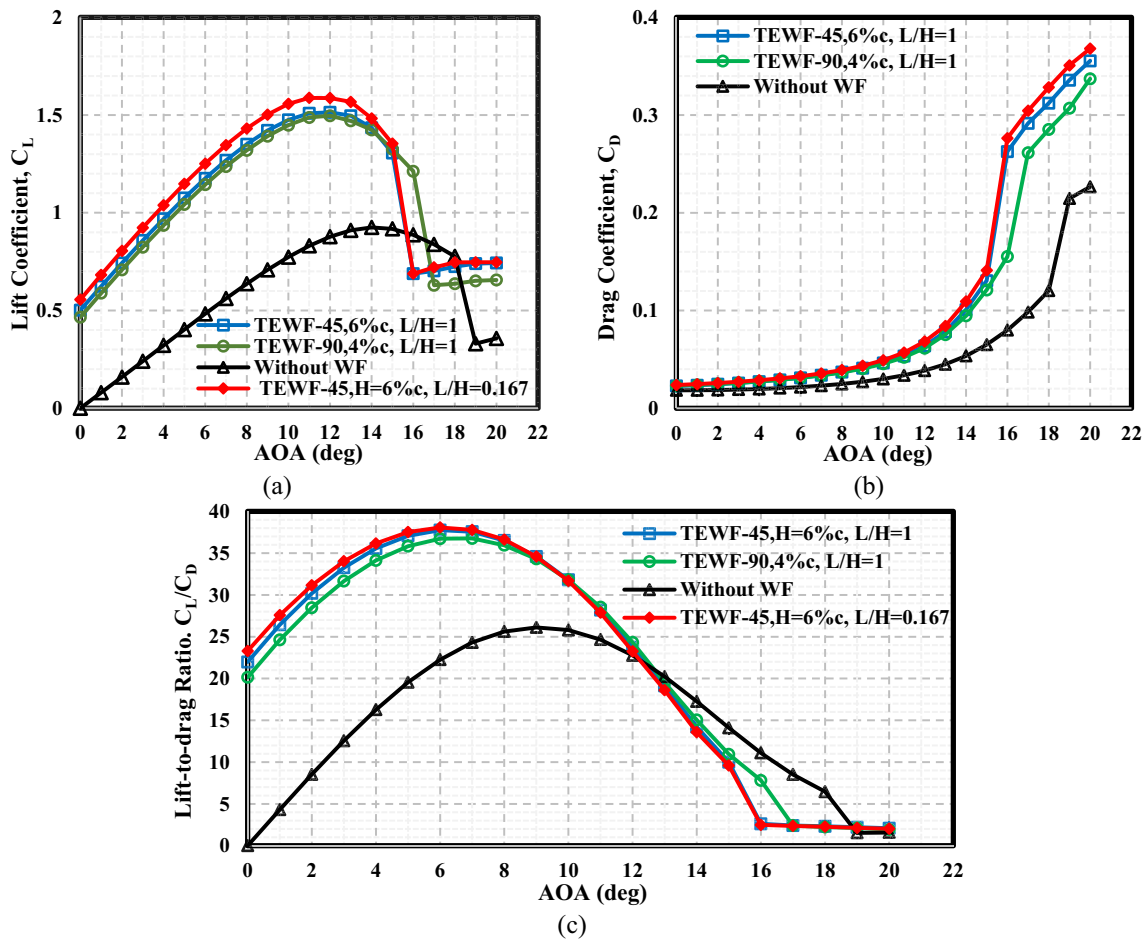 2
1.5
1
0.5
0
Lift Coefficient, C_L
TEWF-45,6%c, L/H=1
TEWF-90,4%c, L/H=1
Without WF
TEWF-45,H=6%c, L/H=0.167
0 2 4 6 8 10 12 14 16 18 20 22
AOA (deg)
(a)
0.4
0.3
0.2
0.1
0
Drag Coefficient, C_D
TEWF-45,6%c, L/H=1
TEWF-90,4%c, L/H=1
Without WF
0 2 4 6 8 10 12 14 16 18 20 22
AOA (deg)
(b)
40
35
30
25
20
15
10
5
0
Lift-to-drag Ratio. C_L/C_D
TEWF-45,H=6%c, L/H=1
TEWF-90,4%c, L/H=1
Without WF
TEWF-45,H=6%c, L/H=0.167
0 2 4 6 8 10 12 14 16 18 20 22
AOA (deg)
(c)